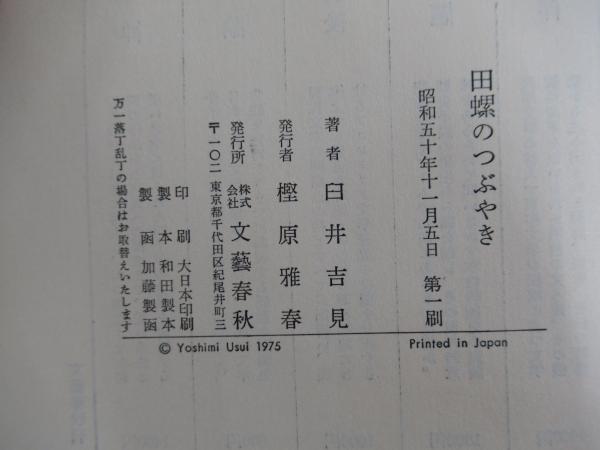 田螺のつぶやき
昭和五十年十一月五日 第一刷
著者 臼井吉見
発行者 樫原雅春
発行所 株式会社 文藝春秋
〒一〇二 東京都千代田区紀尾井町三
印刷 大日本印刷
製本 和田製本
製函 加藤製函
万一落丁乱丁の場合はお取替えいたします
© Yoshimi Usui 1975
Printed in Japan